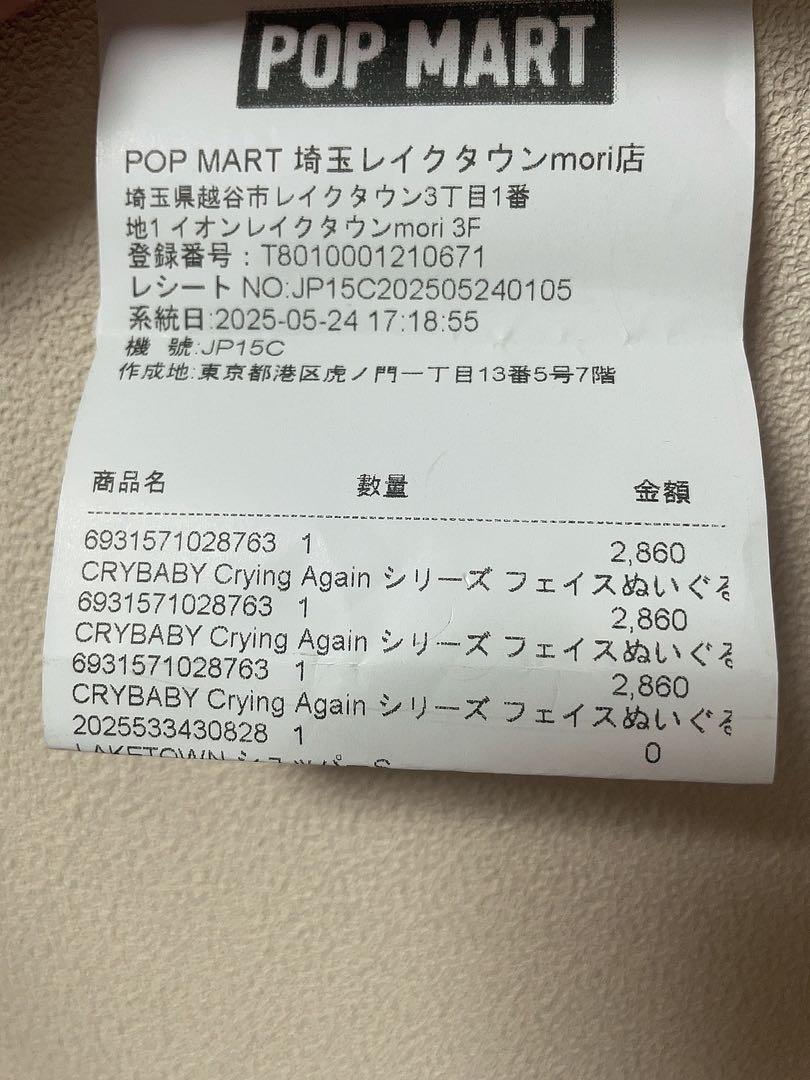 POP MART
POP MART 埼玉レイクタウンmori店
埼玉県越谷市レイクタウン3丁目1番
地1 イオンレイクタウンmori 3F
登録番号：T8010001210671
レシート NO:JP15C202505240105
系統日:2025-05-24 17:18:55
機 號:JP15C
作成地:東京都港区虎ノ門一丁目13番5号7階
商品名 數量 金額
6931571028763 1 2,860
CRYBABY Crying Again シリーズ フェイスぬいぐる
6931571028763 1 2,860
CRYBABY Crying Again シリーズ フェイスぬいぐる
6931571028763 1 2,860
CRYBABY Crying Again シリーズ フェイスぬいぐる
2025533430828 1 0
LAKETOWN ショッパー S